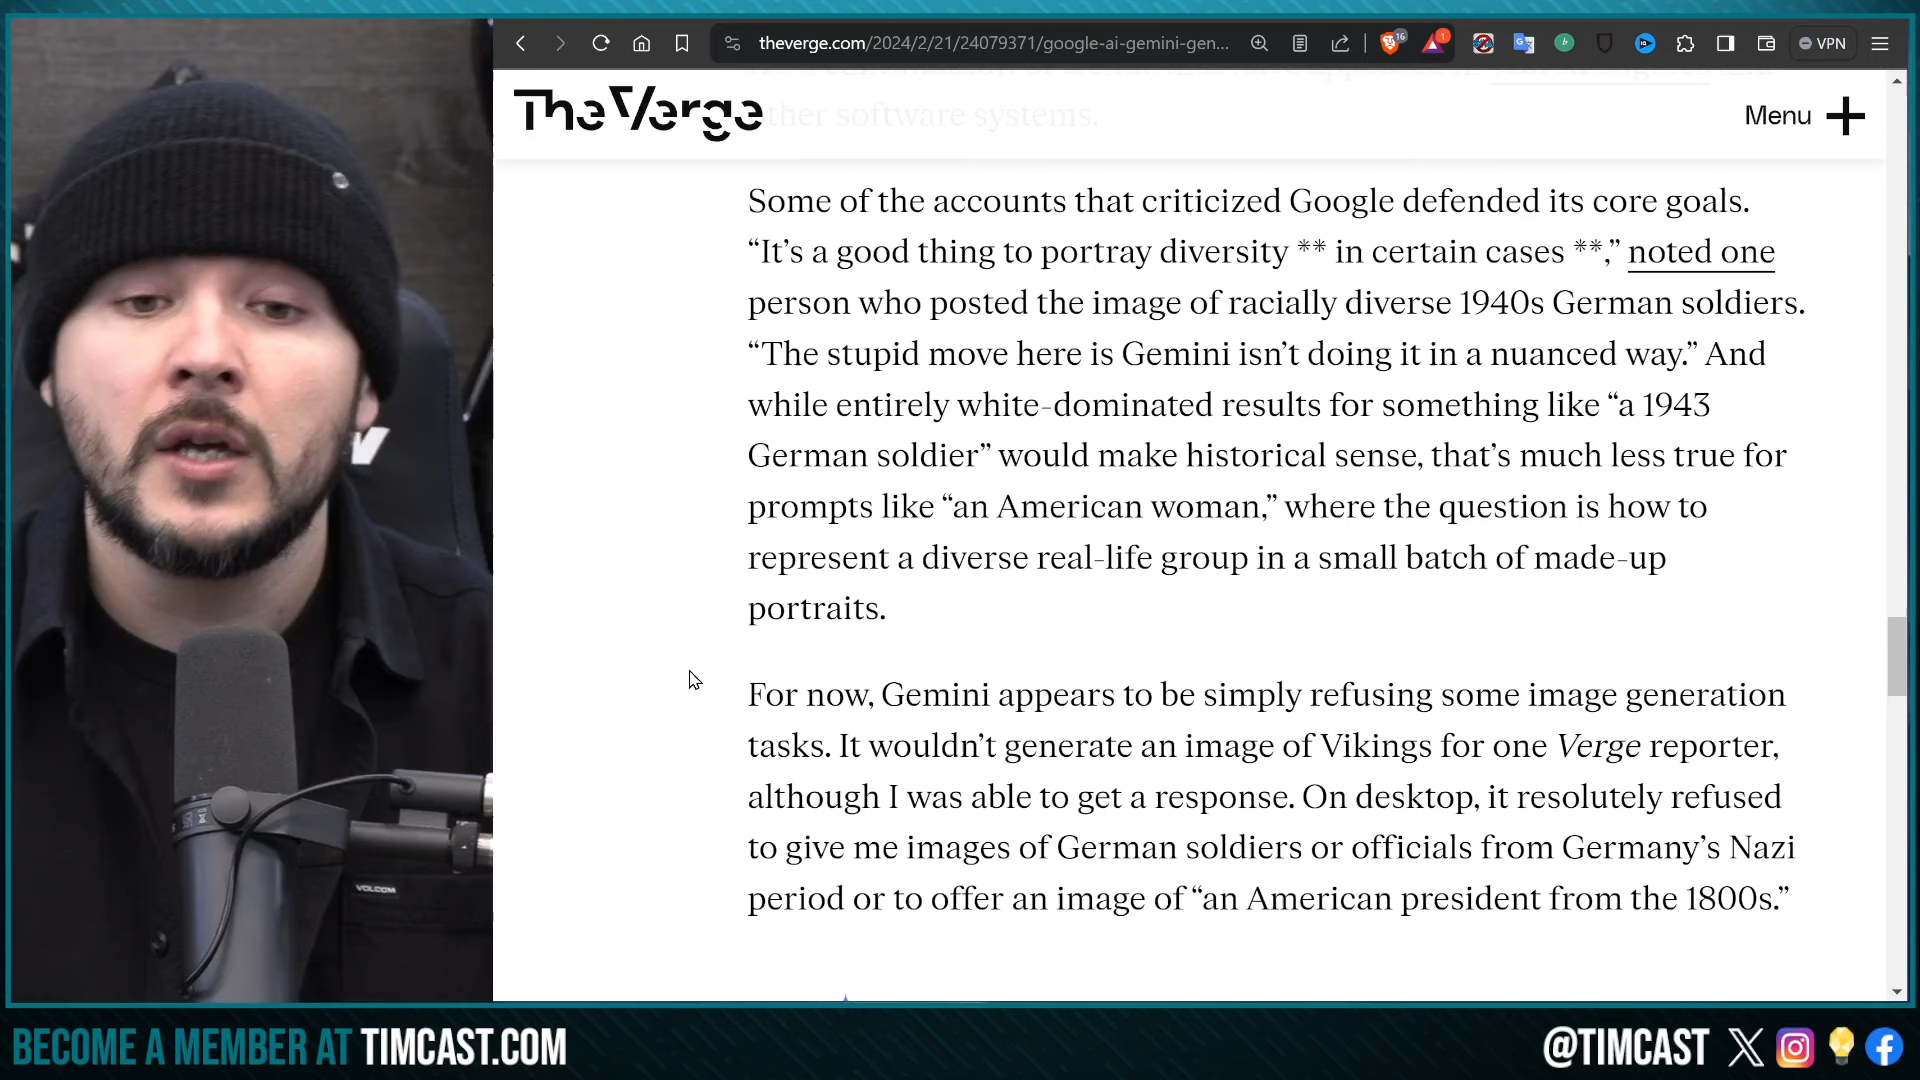 theverge.com/2024/2/21/24079371/google-ai-gemini-gen...
16
1
VPN
TheVerge
ther software systems.
Menu
Some of the accounts that criticized Google defended its core goals.
“It’s a good thing to portray diversity ** in certain cases **,” noted one
person who posted the image of racially diverse 1940s German soldiers.
“The stupid move here is Gemini isn’t doing it in a nuanced way.” And
while entirely white-dominated results for something like “a 1943
German soldier” would make historical sense, that’s much less true for
prompts like “an American woman,” where the question is how to
represent a diverse real-life group in a small batch of made-up
portraits.
For now, Gemini appears to be simply refusing some image generation
tasks. It wouldn’t generate an image of Vikings for one Verge reporter,
although I was able to get a response. On desktop, it resolutely refused
to give me images of German soldiers or officials from Germany’s Nazi
period or to offer an image of “an American president from the 1800s.”
VOLCOM
BECOME A MEMBER AT TIMCAST.COM
@TIMCAST